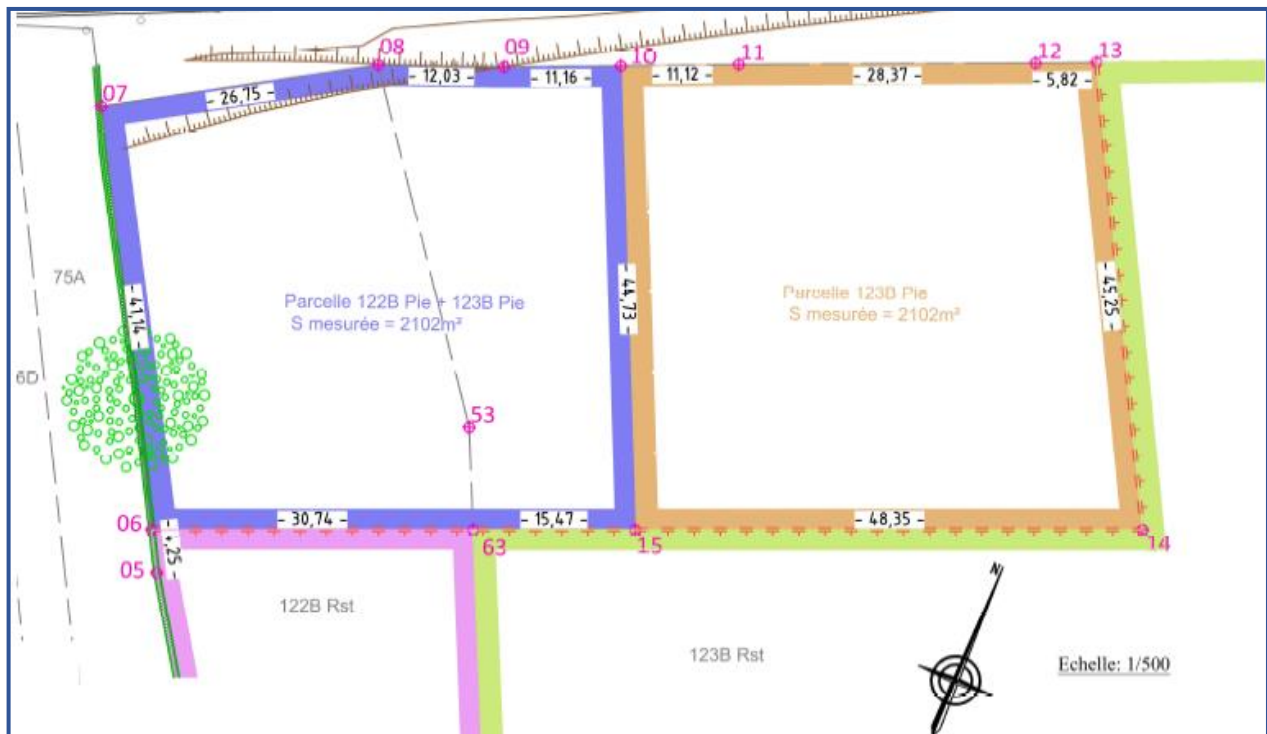 08
09
10
11
12
13
07
- 26,75 -
- 12,03 -
- 11,16 -
- 11,12 -
- 28,37 -
- 5,82 -
75A
- 41,14 -
Parcelle 122B Pie + 123B Pie
S mesurée = 2102m²
- 44,73 -
Parcelle 123B Pie
S mesurée = 2102m²
- 45,25 -
6D
53
06
- 30,74 -
- 15,47 -
- 48,35 -
63
15
14
05
122B Rst
123B Rst
N
Echelle: 1/500